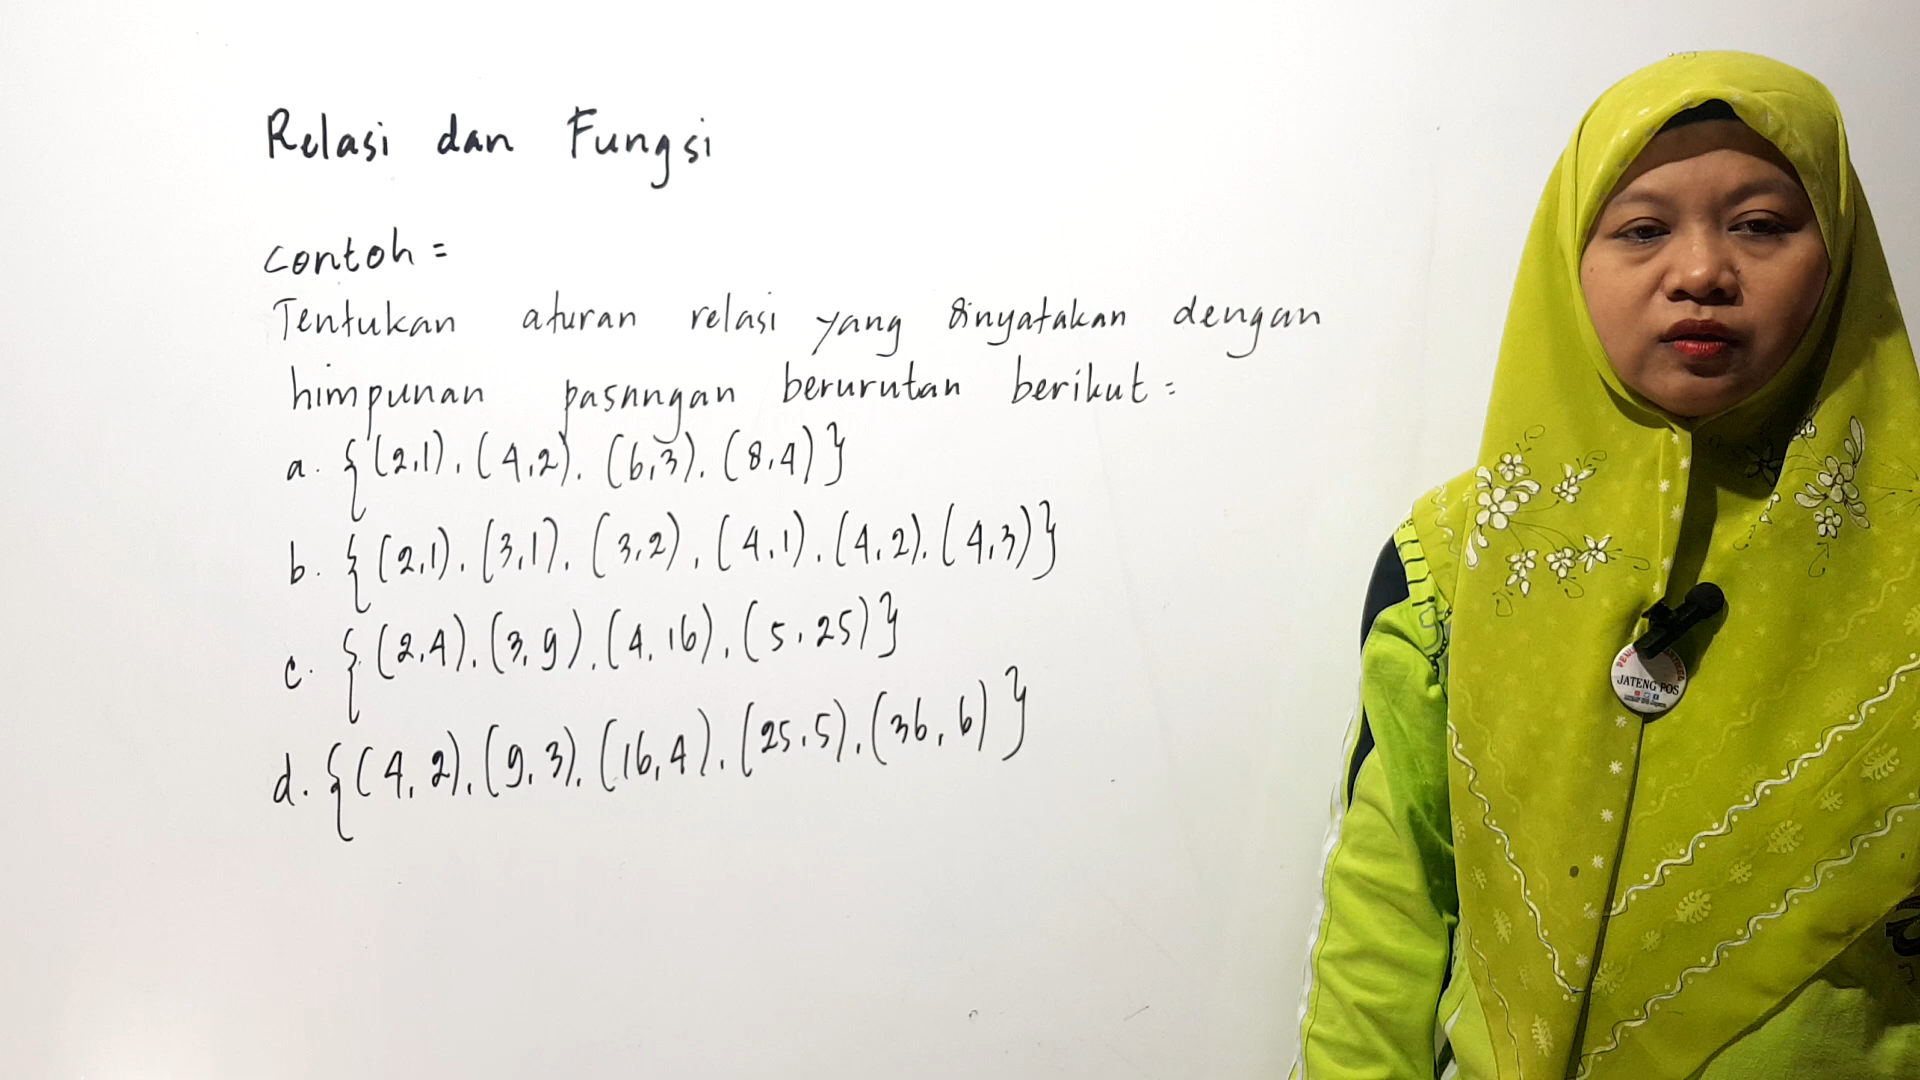 Relasi dan Fungsi
Contoh =
Tentukan aturan relasi yang dinyatakan dengan
himpunan pasangan berurutan berikut =
a. {(2,1), (4,2), (6,3), (8,4)}
b. {(2,1), (3,1), (3,2), (4,1), (4,2), (4,3)}
c. {(2,4), (3,9), (4,16), (5,25)}
d. {(4,2), (9,3), (16,4), (25,5), (36,6)}
JATENG POS